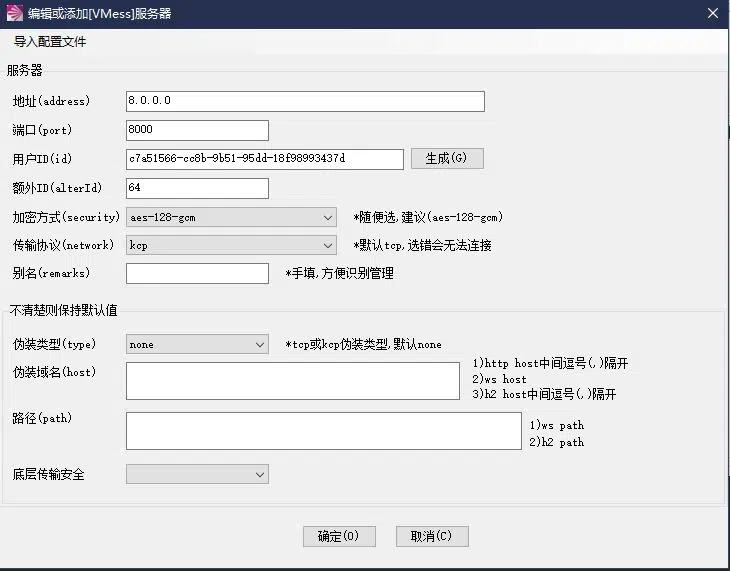 编辑或添加[VMess]服务器
导入配置文件
服务器
地址(address) 8.0.0.0
端口(port) 8000
用户ID(id) c7a51566-cc8b-9b51-95dd-18f98993437d 生成(G)
额外ID(alterId) 64
加密方式(security) aes-128-gcm *随便选,建议(aes-128-gcm)
传输协议(network) kcp *默认tcp,选错会无法连接
别名(remarks) *手填,方便识别管理
不清楚则保持默认值
伪装类型(type) none *tcp或kcp伪装类型,默认none
伪装域名(host)
1)http host中间逗号(,)隔开
2)ws host
3)h2 host中间逗号(,)隔开
路径(path)
1)ws path
2)h2 path
底层传输安全
确定(O) 取消(C)